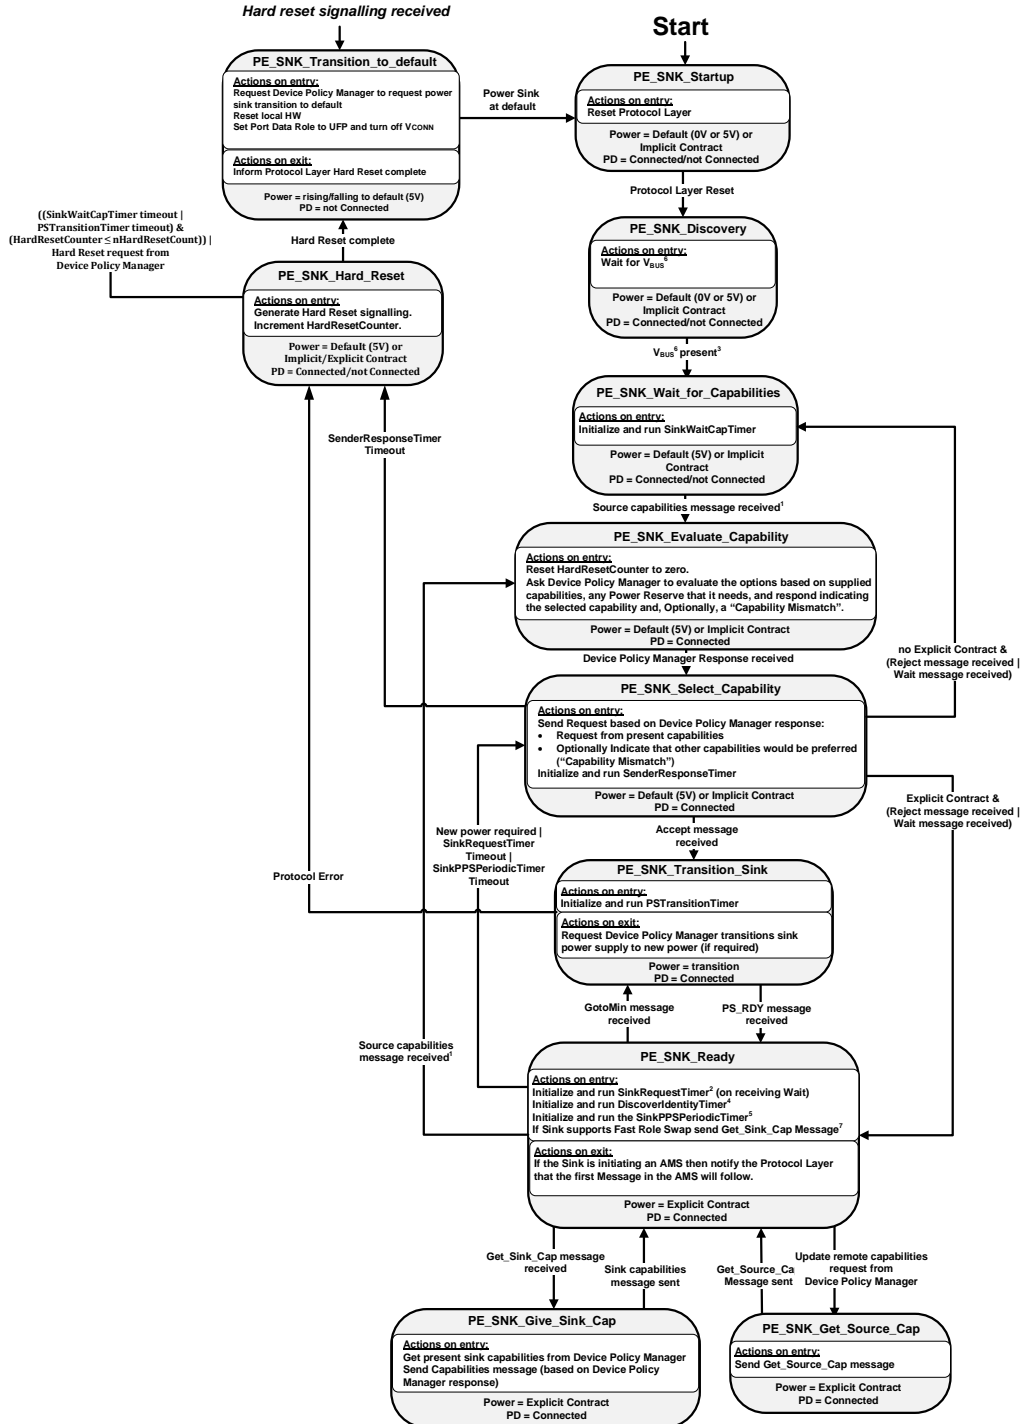 Hard reset signalling received
Start
PE_SNK_Transition_to_default
Actions on entry:
Request Device Policy Manager to request power
sink transition to default
Reset local HW
Set Port Data Role to UFP and turn off VCONN
Actions on exit:
Inform Protocol Layer Hard Reset complete
Power = rising/falling to default (5V)
PD = not Connected
Power Sink
at default
PE_SNK_Startup
Actions on entry:
Reset Protocol Layer
Power = Default (0V or 5V) or
Implicit Contract
PD = Connected/not Connected
Protocol Layer Reset
((SinkWaitCapTimer timeout |
PSTransitionTimer timeout) &
(HardResetCounter ≤ nHardResetCount)) |
Hard Reset request from
Device Policy Manager
Hard Reset complete
PE_SNK_Hard_Reset
Actions on entry:
Generate Hard Reset signalling.
Increment HardResetCounter.
Power = Default (5V) or
Implicit/Explicit Contract
PD = Connected/not Connected
PE_SNK_Discovery
Actions on entry:
Wait for VBUS⁶
Power = Default (0V or 5V) or
Implicit Contract
PD = Connected/not Connected
VBUS⁶ present³
PE_SNK_Wait_for_Capabilities
Actions on entry:
Initialize and run SinkWaitCapTimer
Power = Default (5V) or Implicit
Contract
PD = Connected/not Connected
SenderResponseTimer
Timeout
Source capabilities message received¹
PE_SNK_Evaluate_Capability
Actions on entry:
Reset HardResetCounter to zero.
Ask Device Policy Manager to evaluate the options based on supplied
capabilities, any Power Reserve that it needs, and respond indicating
the selected capability and, Optionally, a “Capability Mismatch”.
Power = Default (5V) or Implicit Contract
PD = Connected
Device Policy Manager Response received
no Explicit Contract &
(Reject message received |
Wait message received)
PE_SNK_Select_Capability
Actions on entry:
Send Request based on Device Policy Manager response:
• Request from present capabilities
• Optionally Indicate that other capabilities would be preferred
(“Capability Mismatch”)
Initialize and run SenderResponseTimer
Power = Default (5V) or Implicit Contract
PD = Connected
Explicit Contract &
(Reject message received |
Wait message received)
New power required |
SinkRequestTimer
Timeout |
SinkPPSPeriodicTimer
Timeout
Accept message
received
Protocol Error
PE_SNK_Transition_Sink
Actions on entry:
Initialize and run PSTransitionTimer
Actions on exit:
Request Device Policy Manager transitions sink
power supply to new power (if required)
Power = transition
PD = Connected
GotoMin message
received
PS_RDY message
received
Source capabilities
message received¹
PE_SNK_Ready
Actions on entry:
Initialize and run SinkRequestTimer² (on receiving Wait)
Initialize and run DiscoverIdentityTimer⁴
Initialize and run the SinkPPSPeriodicTimer⁵
If Sink supports Fast Role Swap send Get_Sink_Cap Message⁷
Actions on exit:
If the Sink is initiating an AMS then notify the Protocol Layer
that the first Message in the AMS will follow.
Power = Explicit Contract
PD = Connected
Get_Sink_Cap message
received
Sink capabilities
message sent
Get_Source_Ca
Message sent
Update remote capabilities
request from
Device Policy Manager
PE_SNK_Give_Sink_Cap
Actions on entry:
Get present sink capabilities from Device Policy Manager
Send Capabilities message (based on Device Policy
Manager response)
Power = Explicit Contract
PD = Connected
PE_SNK_Get_Source_Cap
Actions on entry:
Send Get_Source_Cap message
Power = Explicit Contract
PD = Connected